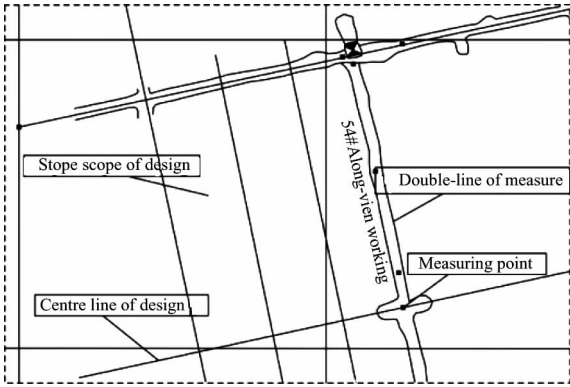 Stope scope of design
54#Along-vien working
Double-line of measure
Measuring point
Centre line of design